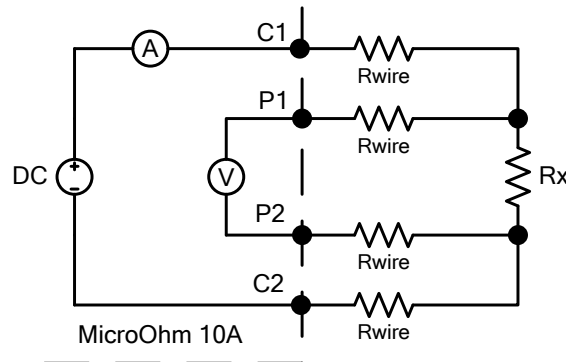 C1
A
Rwire
P1
Rwire
+
DC
V
Rx
-
P2
Rwire
C2
Rwire
MicroOhm 10A